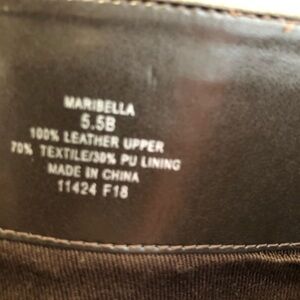 MARIBELLA
5.5B
100% LEATHER UPPER
70% TEXTILE/30% PU LINING
MADE IN CHINA
11424 F18